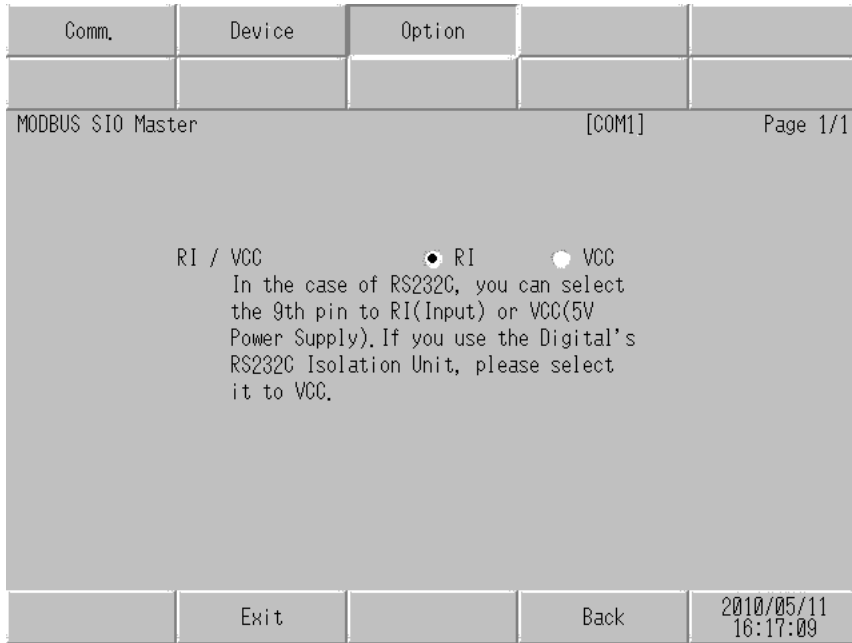 Comm. Device Option
MODBUS SIO Master [COM1] Page 1/1
RI / VCC RI VCC
In the case of RS232C, you can select
the 9th pin to RI(Input) or VCC(5V
Power Supply).If you use the Digital's
RS232C Isolation Unit, please select
it to VCC.
Exit Back 2010/05/11
16:17:09